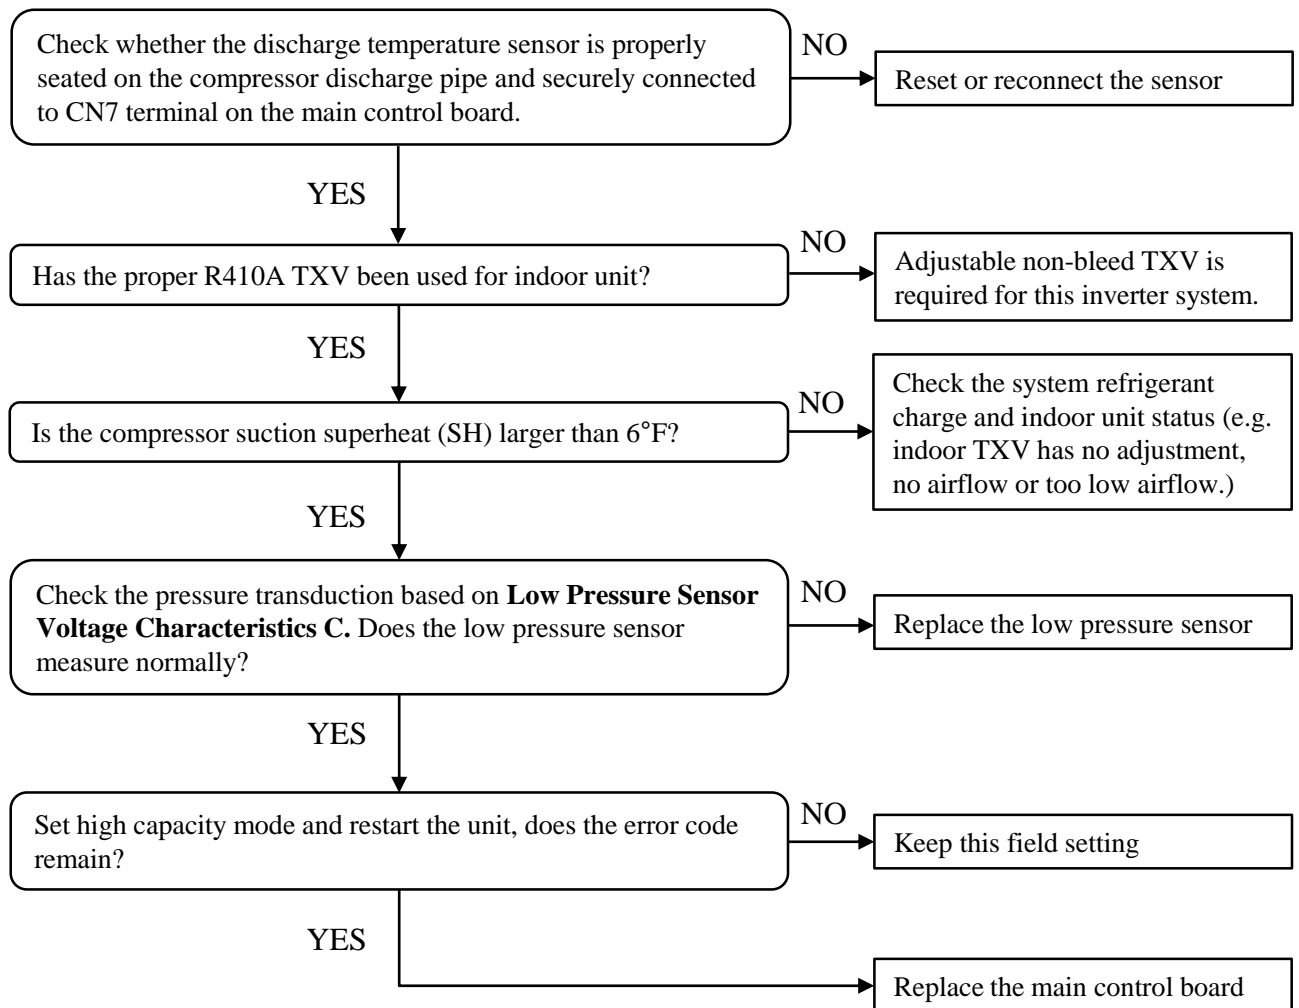 Check whether the discharge temperature sensor is properly
seated on the compressor discharge pipe and securely connected
to CN7 terminal on the main control board.
NO
Reset or reconnect the sensor
YES
Has the proper R410A TXV been used for indoor unit?
NO
Adjustable non-bleed TXV is
required for this inverter system.
YES
Is the compressor suction superheat (SH) larger than 6°F?
NO
Check the system refrigerant
charge and indoor unit status (e.g.
indoor TXV has no adjustment,
no airflow or too low airflow.)
YES
Check the pressure transduction based on Low Pressure Sensor
Voltage Characteristics C. Does the low pressure sensor
measure normally?
NO
Replace the low pressure sensor
YES
Set high capacity mode and restart the unit, does the error code
remain?
NO
Keep this field setting
YES
Replace the main control board